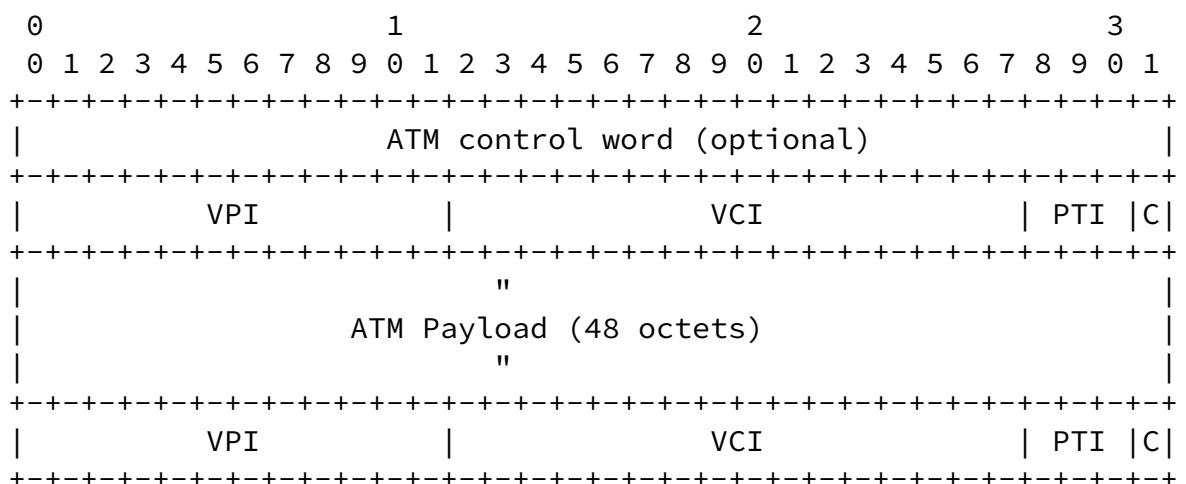 0                   1                   2                   3
 0 1 2 3 4 5 6 7 8 9 0 1 2 3 4 5 6 7 8 9 0 1 2 3 4 5 6 7 8 9 0 1
+-+-+-+-+-+-+-+-+-+-+-+-+-+-+-+-+-+-+-+-+-+-+-+-+-+-+-+-+-+-+-+-+
|                    ATM control word (optional)                |
+-+-+-+-+-+-+-+-+-+-+-+-+-+-+-+-+-+-+-+-+-+-+-+-+-+-+-+-+-+-+-+-+
|          VPI          |              VCI              | PTI |C|
+-+-+-+-+-+-+-+-+-+-+-+-+-+-+-+-+-+-+-+-+-+-+-+-+-+-+-+-+-+-+-+-+
|                          "                                    |
|                  ATM Payload (48 octets)                      |
|                          "                                    |
+-+-+-+-+-+-+-+-+-+-+-+-+-+-+-+-+-+-+-+-+-+-+-+-+-+-+-+-+-+-+-+-+
|          VPI          |              VCI              | PTI |C|
+-+-+-+-+-+-+-+-+-+-+-+-+-+-+-+-+-+-+-+-+-+-+-+-+-+-+-+-+-+-+-+-+